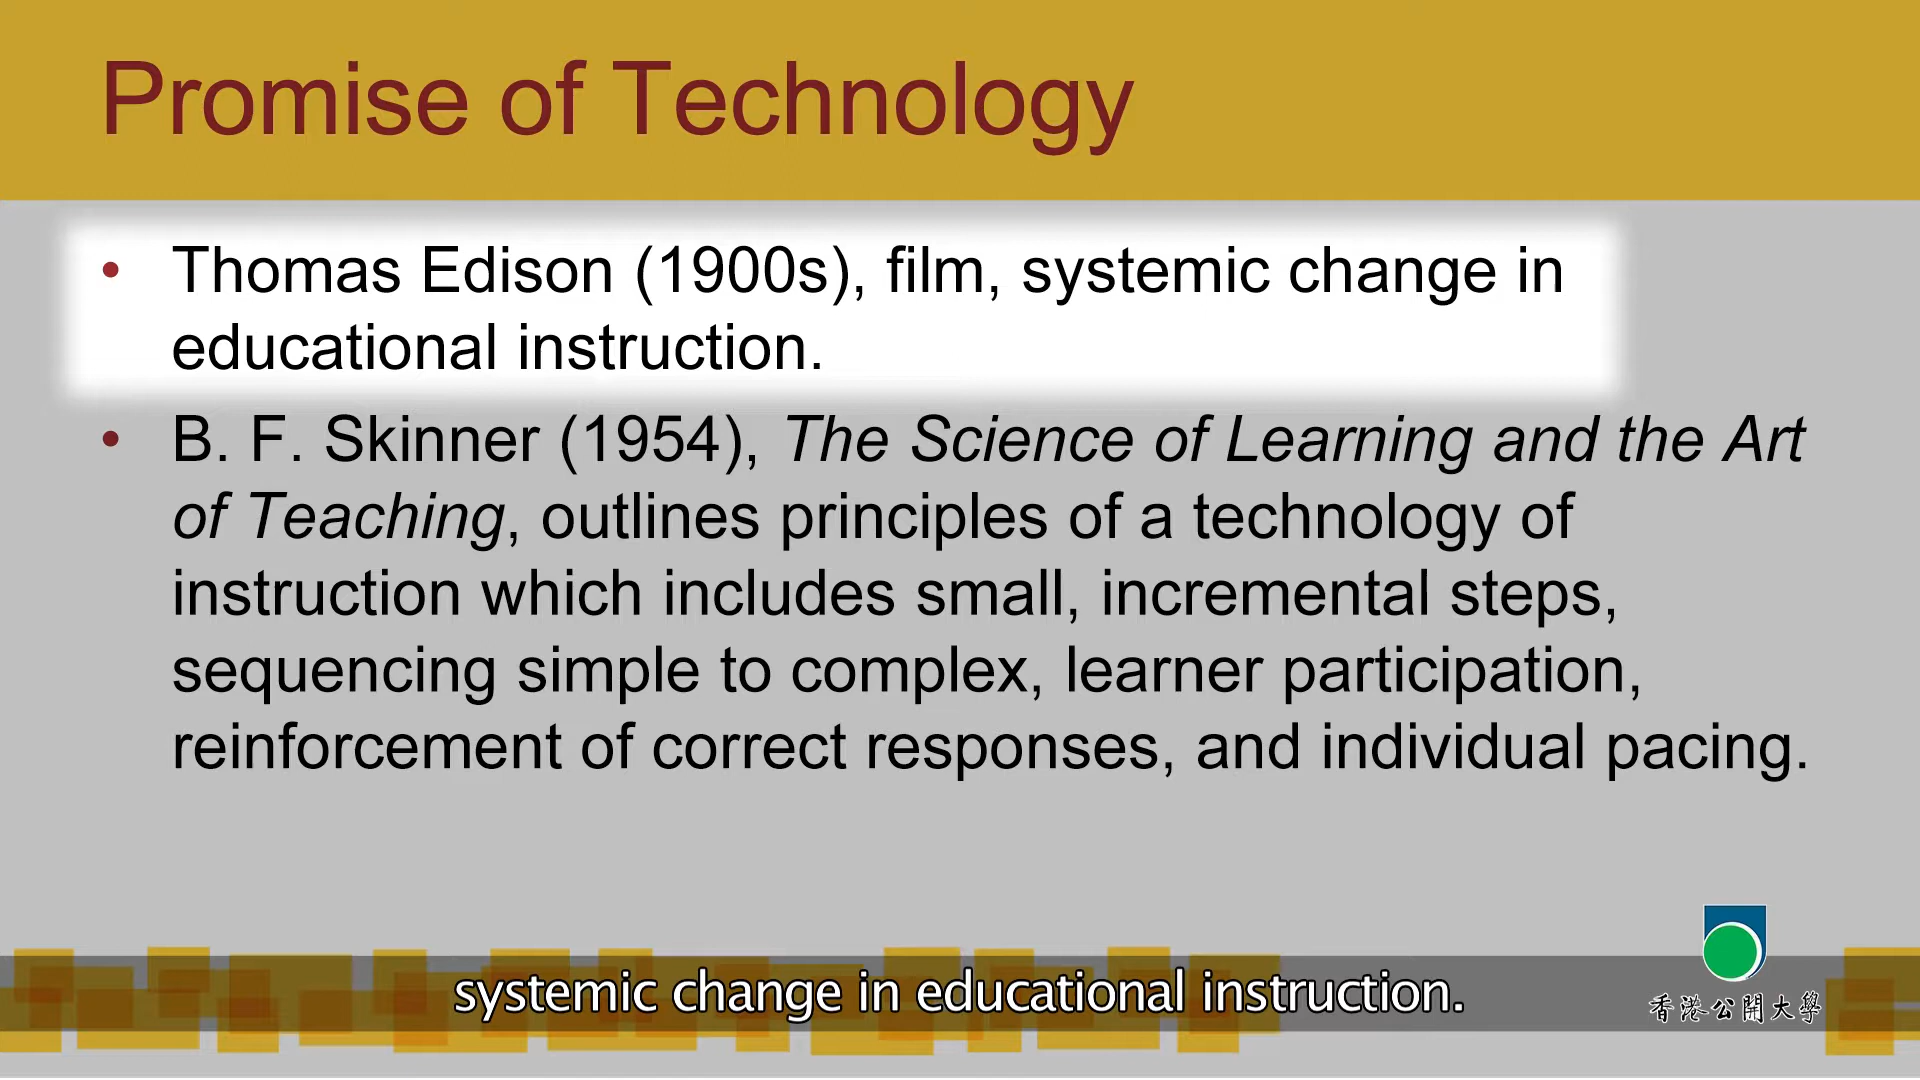 Promise of Technology
• Thomas Edison (1900s), film, systemic change in
educational instruction.
• B. F. Skinner (1954), The Science of Learning and the Art
of Teaching, outlines principles of a technology of
instruction which includes small, incremental steps,
sequencing simple to complex, learner participation,
reinforcement of correct responses, and individual pacing.
systemic change in educational instruction.
香港公開大學